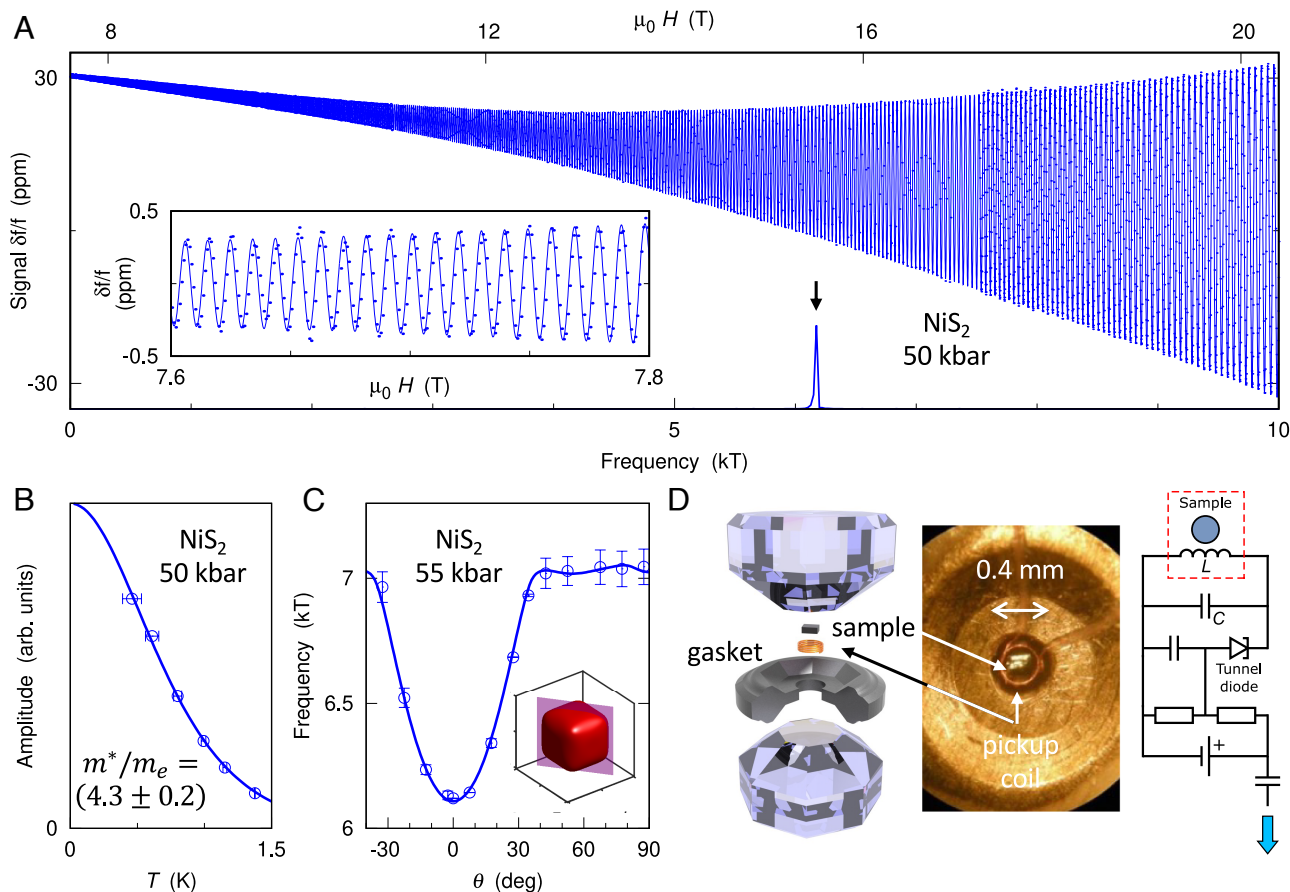 A
μ₀ H (T)
8 12 16 20
30
-30
Signal δf/f (ppm)
0.5
-0.5
δf/f
(ppm)
7.6 7.8
μ₀ H (T)
NiS₂
50 kbar
0 5 10
Frequency (kT)
B
NiS₂
50 kbar
Amplitude (arb. units)
m*/mₑ =
(4.3 ± 0.2)
0
0 1.5
T (K)
C
NiS₂
55 kbar
Frequency (kT)
7
6.5
6
-30 0 30 60 90
θ (deg)
D
gasket
sample
0.4 mm
pickup
coil
Sample
L
C
Tunnel
diode
+